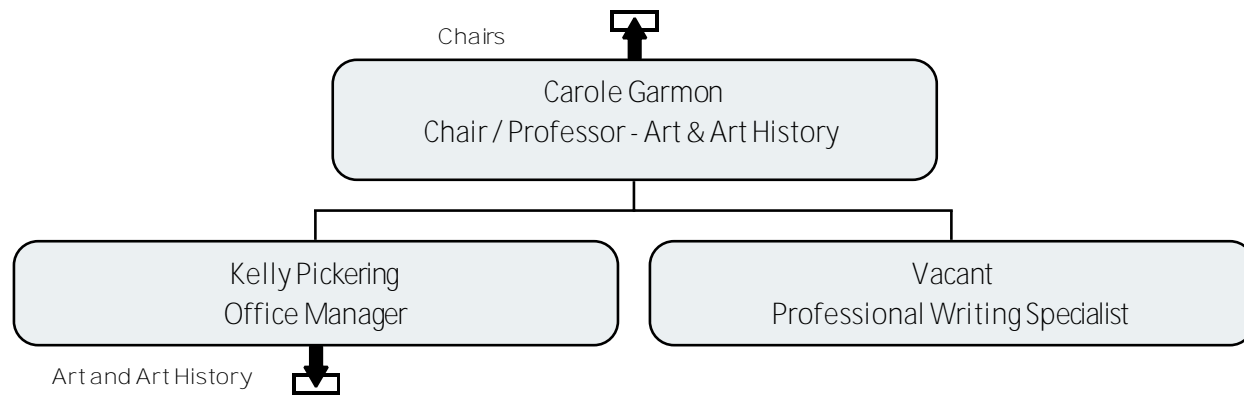 Chairs
Carole Garmon
Chair / Professor - Art & Art History
Kelly Pickering
Office Manager
Vacant
Professional Writing Specialist
Art and Art History